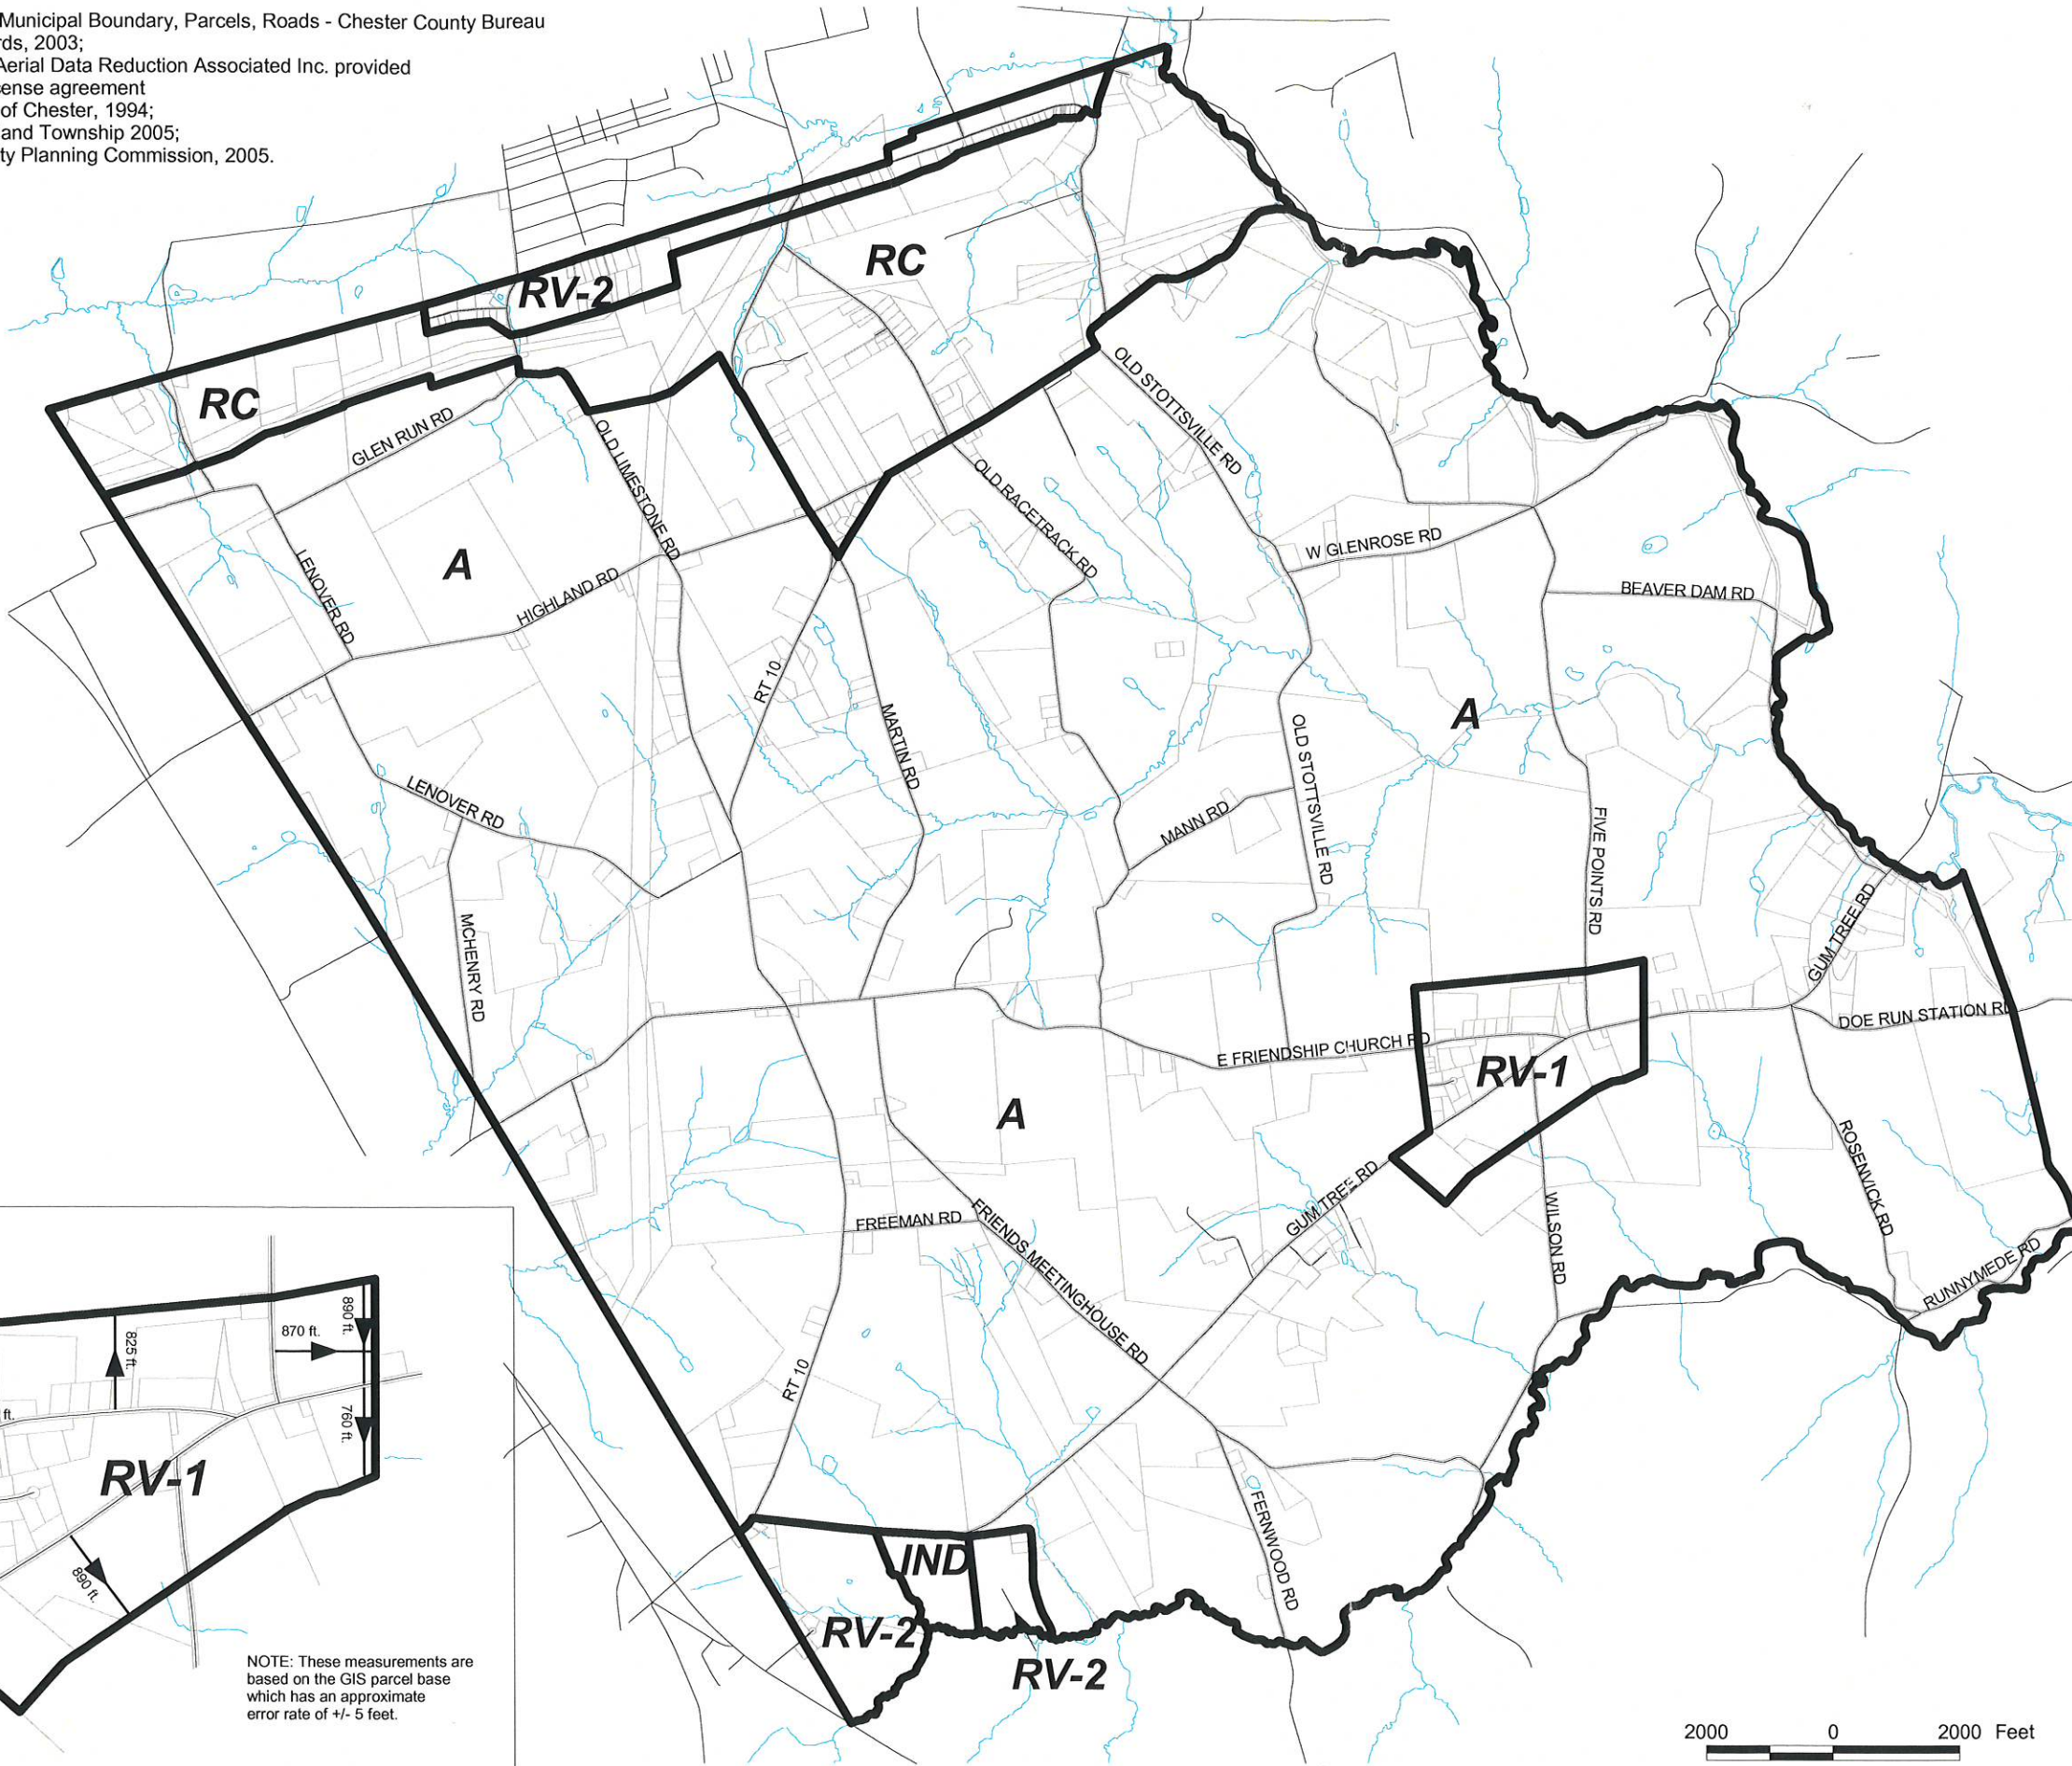 Municipal Boundary, Parcels, Roads - Chester County Bureau
rds, 2003;
Aerial Data Reduction Associated Inc. provided
ense agreement
of Chester, 1994;
and Township 2005;
ty Planning Commission, 2005.
RC
RV-2
RC
GLEN RUN RD
OLD LIMESTONE RD
OLD STOTTSVILLE RD
OLD RACETRACK RD
W GLENROSE RD
A
LENOVER RD
HIGHLAND RD
BEAVER DAM RD
RT 10
MARTIN RD
A
OLD STOTTSVILLE RD
LENOVER RD
MANN RD
FIVE POINTS RD
MCHENRY RD
GUM TREE RD
DOE RUN STATION RD
E FRIENDSHIP CHURCH RD
RV-1
A
ROSENVICK RD
GUM TREE RD
FREEMAN RD
FRIENDS MEETINGHOUSE RD
WILSON RD
RUNNYMEDE RD
RT 10
FERNWOOD RD
IND
RV-2
RV-2
890 ft.
870 ft.
825 ft.
760 ft.
ft.
RV-1
890 ft.
NOTE: These measurements are
based on the GIS parcel base
which has an approximate
error rate of +/- 5 feet.
2000 0 2000 Feet